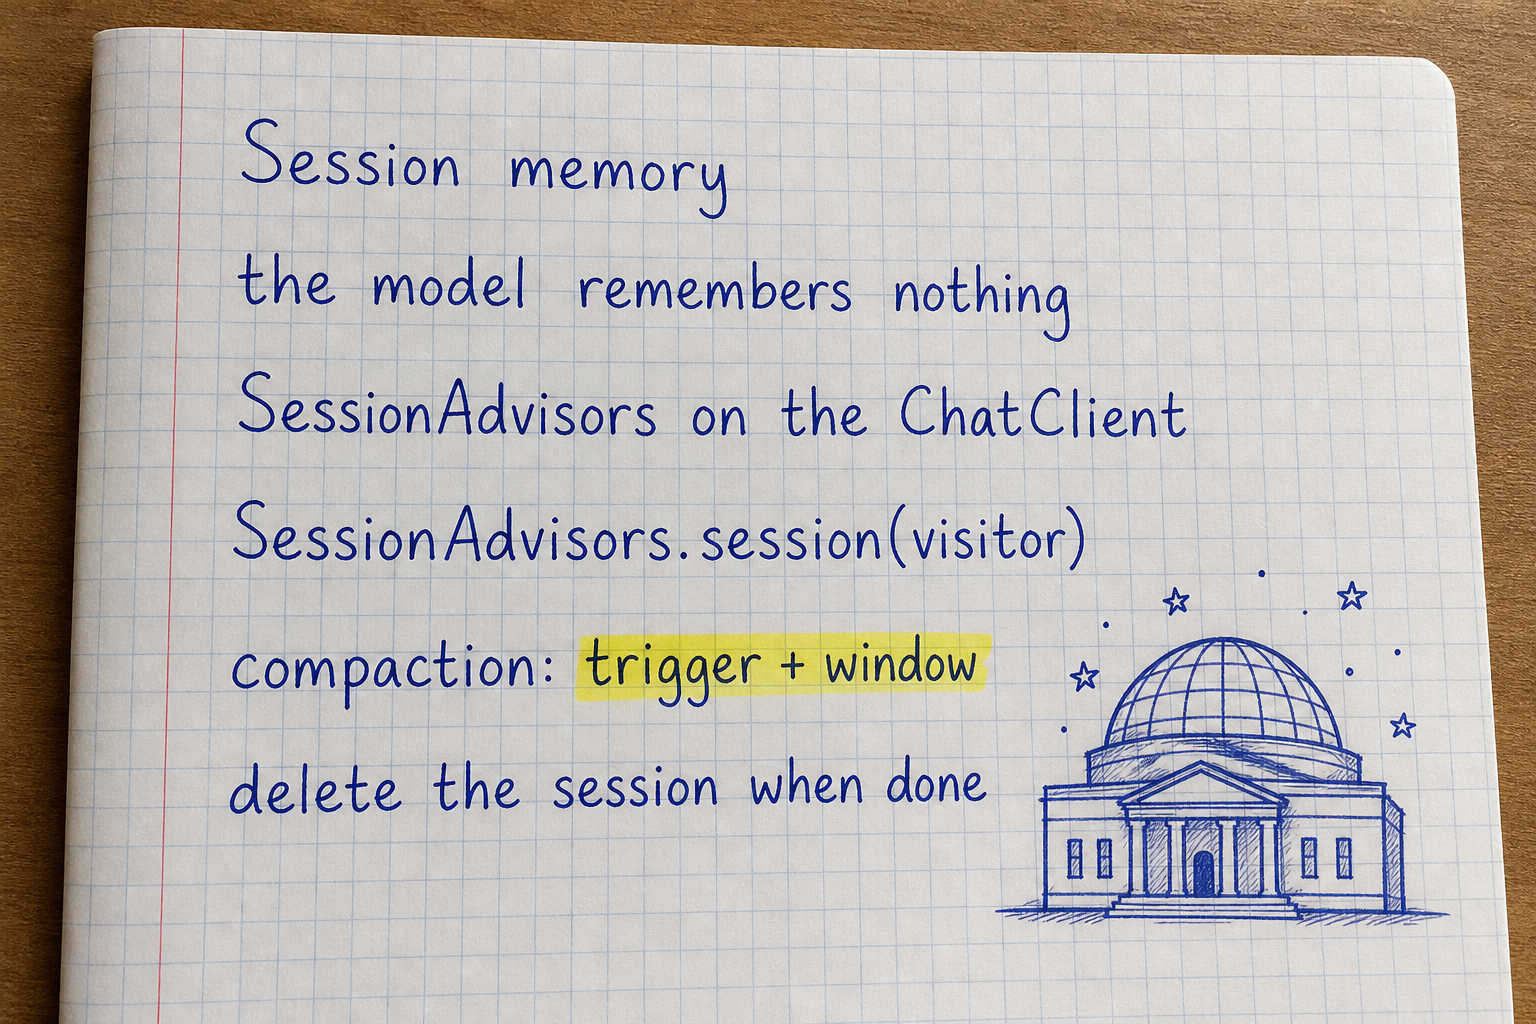 Session memory
the model remembers nothing
SessionAdvisors on the ChatClient
SessionAdvisors.session(visitor)
compaction: trigger + window
delete the session when done